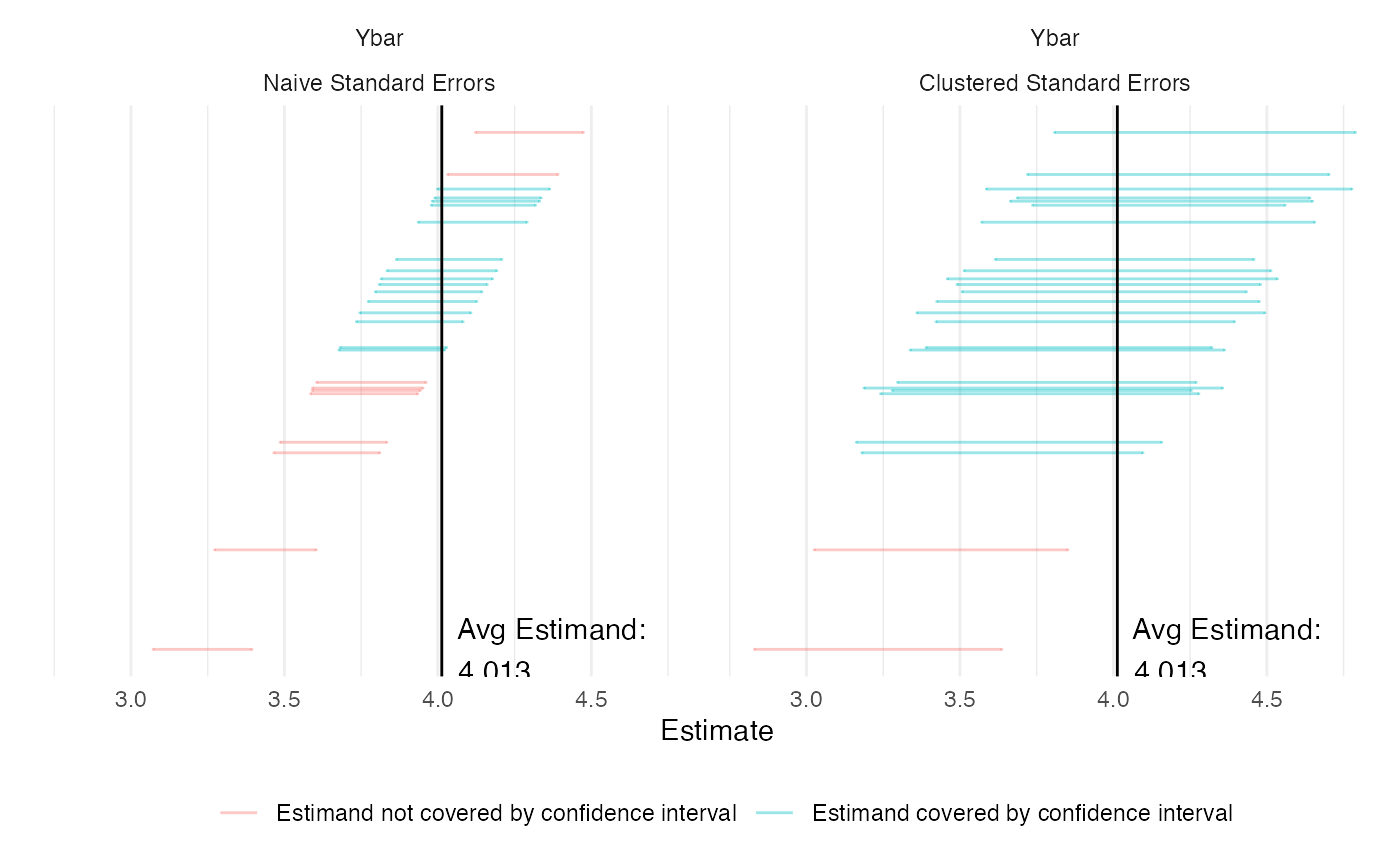 Ybar
Naive Standard Errors
Ybar
Clustered Standard Errors
Avg Estimand:
4.013
Avg Estimand:
4.013
3.0 3.5 4.0 4.5
3.0 3.5 4.0 4.5
Estimate
Estimand not covered by confidence interval
Estimand covered by confidence interval